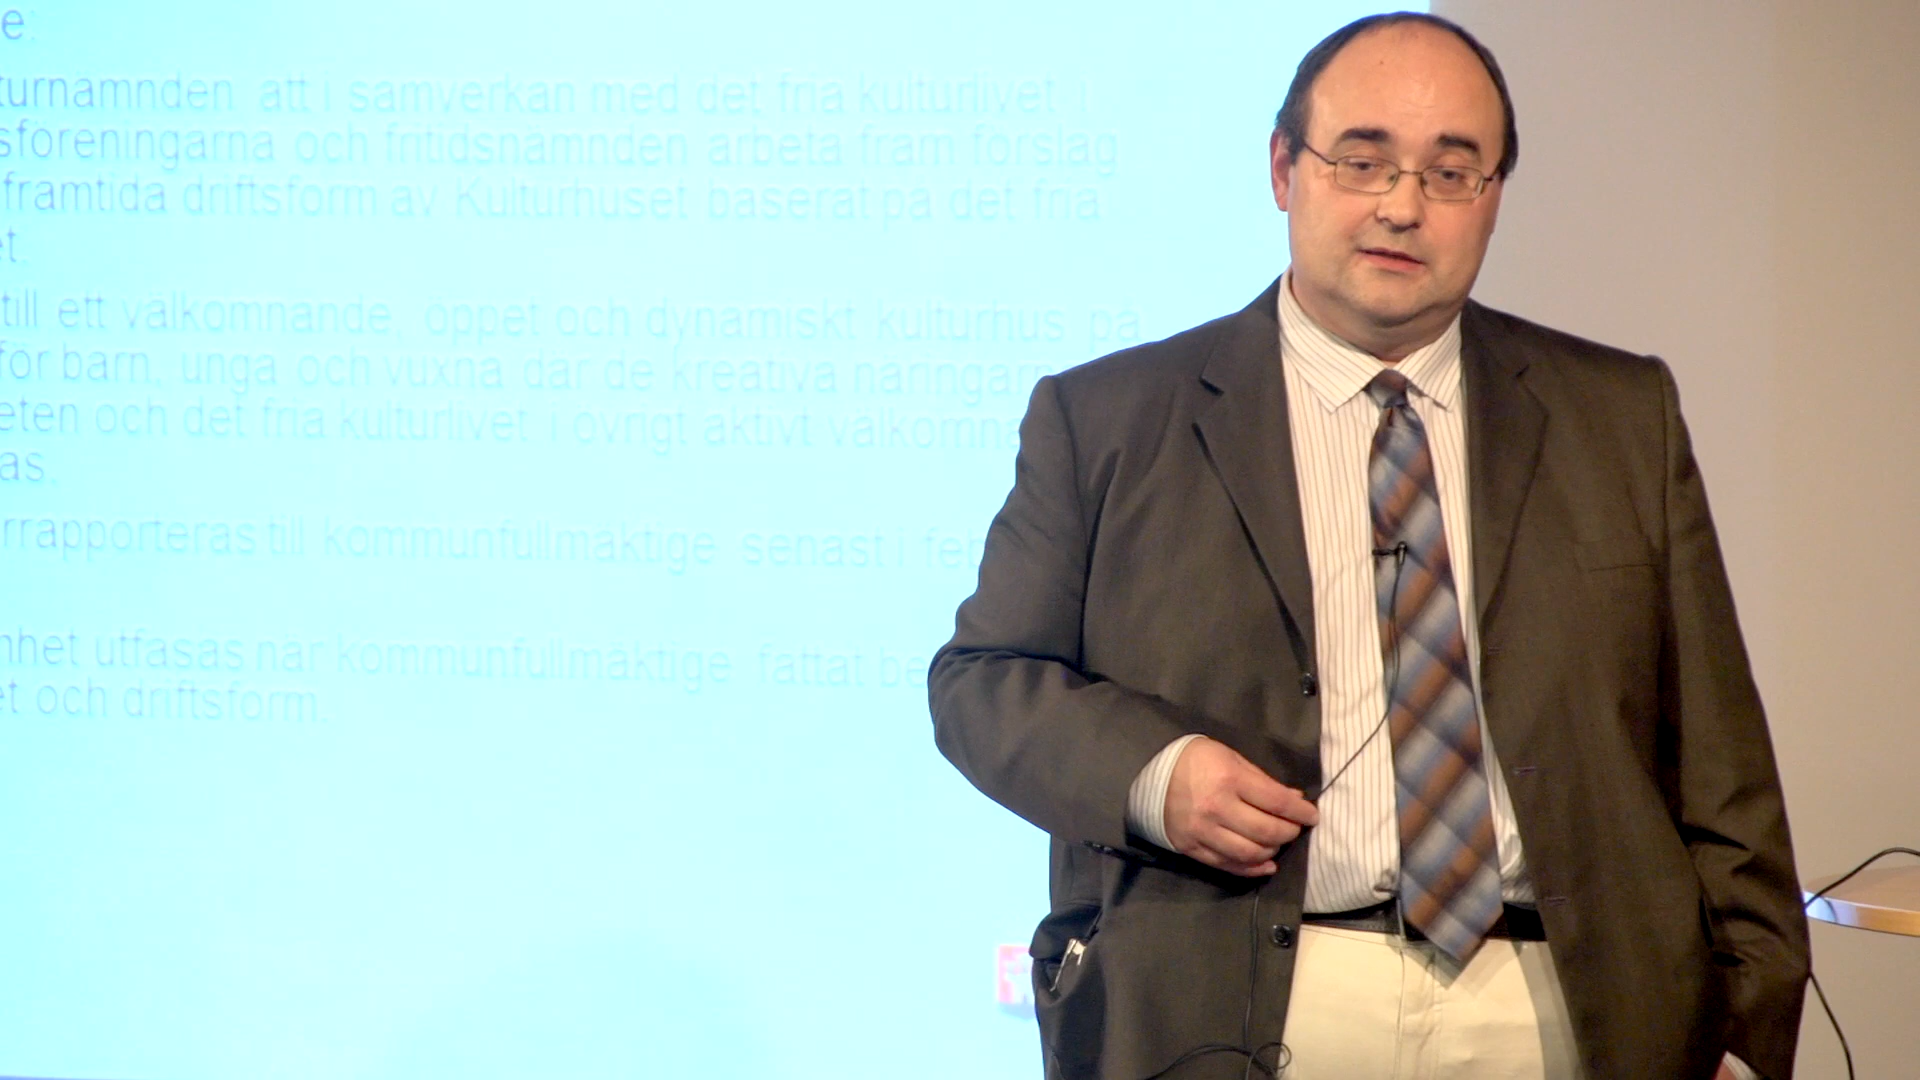 e:
turnämnden att i samverkan med det fria kulturlivet i
sföreningarna och fritidsnämnden arbeta fram förslag
framtida driftsform av Kulturhuset baserat på det fria
et.
till ett välkomnande, öppet och dynamiskt kulturhus på
för barn, unga och vuxna där de kreativa näringarn
eten och det fria kulturlivet i övrigt aktivt välkomna
as.
rrapporteras till kommunfullmäktige senast i feb
nhet utfasas när kommunfullmäktige fattat be
et och driftsform.